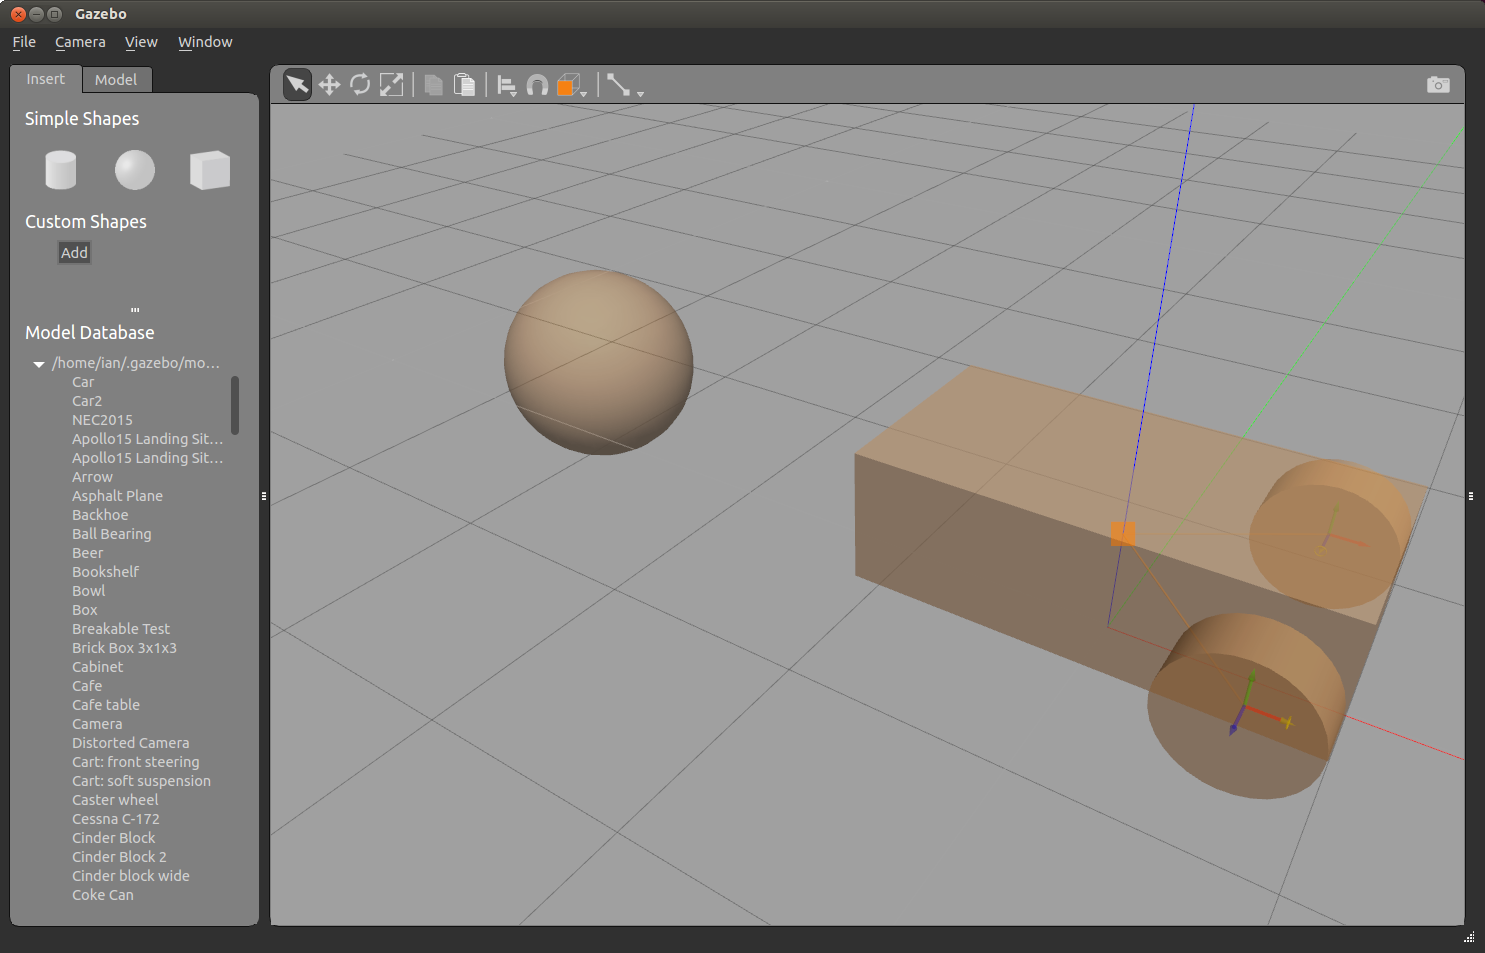 Gazebo
File Camera View Window
Insert Model
Simple Shapes
Custom Shapes
Add
Model Database
/home/ian/.gazebo/mo...
Car
Car2
NEC2015
Apollo15 Landing Sit...
Apollo15 Landing Sit...
Arrow
Asphalt Plane
Backhoe
Ball Bearing
Beer
Bookshelf
Bowl
Box
Breakable Test
Brick Box 3x1x3
Cabinet
Cafe
Cafe table
Camera
Distorted Camera
Cart: front steering
Cart: soft suspension
Caster wheel
Cessna C-172
Cinder Block
Cinder Block 2
Cinder block wide
Coke Can